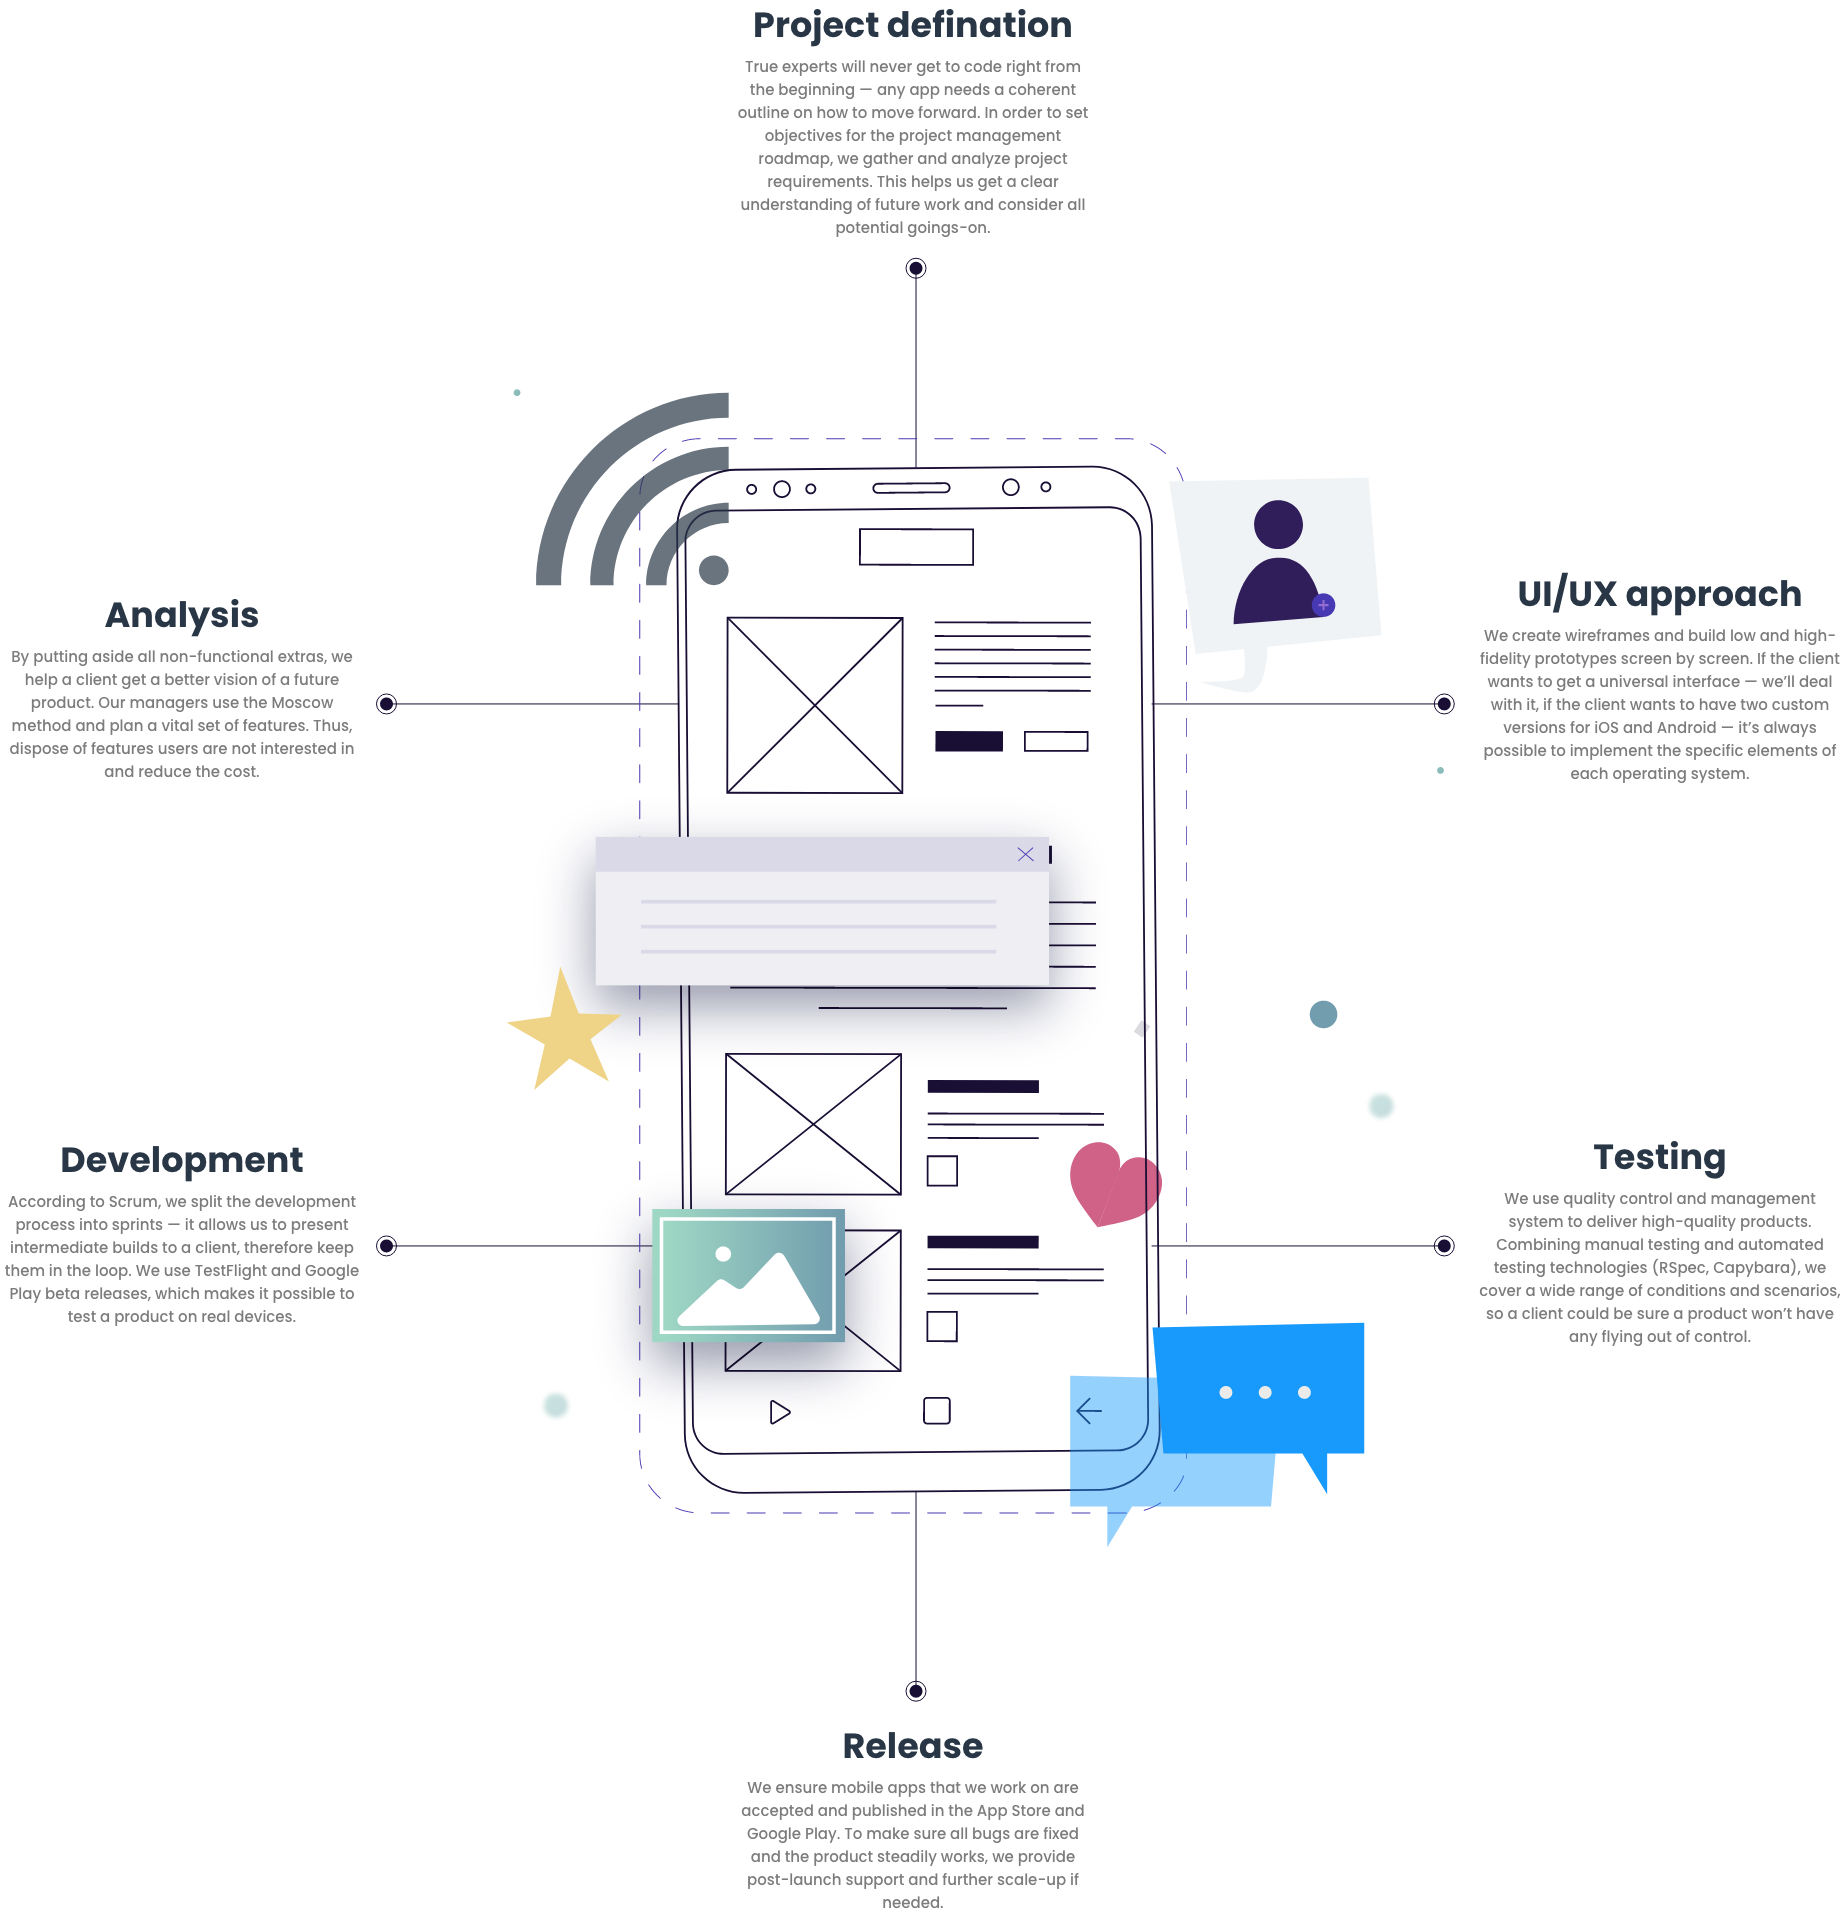 Project defination
True experts will never get to code right from
the beginning — any app needs a coherent
outline on how to move forward. In order to set
objectives for the project management
roadmap, we gather and analyze project
requirements. This helps us get a clear
understanding of future work and consider all
potential goings-on.
Analysis
By putting aside all non-functional extras, we
help a client get a better vision of a future
product. Our managers use the Moscow
method and plan a vital set of features. Thus,
dispose of features users are not interested in
and reduce the cost.
UI/UX approach
We create wireframes and build low and high-
fidelity prototypes screen by screen. If the client
wants to get a universal interface — we’ll deal
with it, if the client wants to have two custom
versions for iOS and Android — it’s always
possible to implement the specific elements of
each operating system.
Development
According to Scrum, we split the development
process into sprints — it allows us to present
intermediate builds to a client, therefore keep
them in the loop. We use TestFlight and Google
Play beta releases, which makes it possible to
test a product on real devices.
Testing
We use quality control and management
system to deliver high-quality products.
Combining manual testing and automated
testing technologies (RSpec, Capybara), we
cover a wide range of conditions and scenarios,
so a client could be sure a product won’t have
any flying out of control.
Release
We ensure mobile apps that we work on are
accepted and published in the App Store and
Google Play. To make sure all bugs are fixed
and the product steadily works, we provide
post-launch support and further scale-up if
needed.